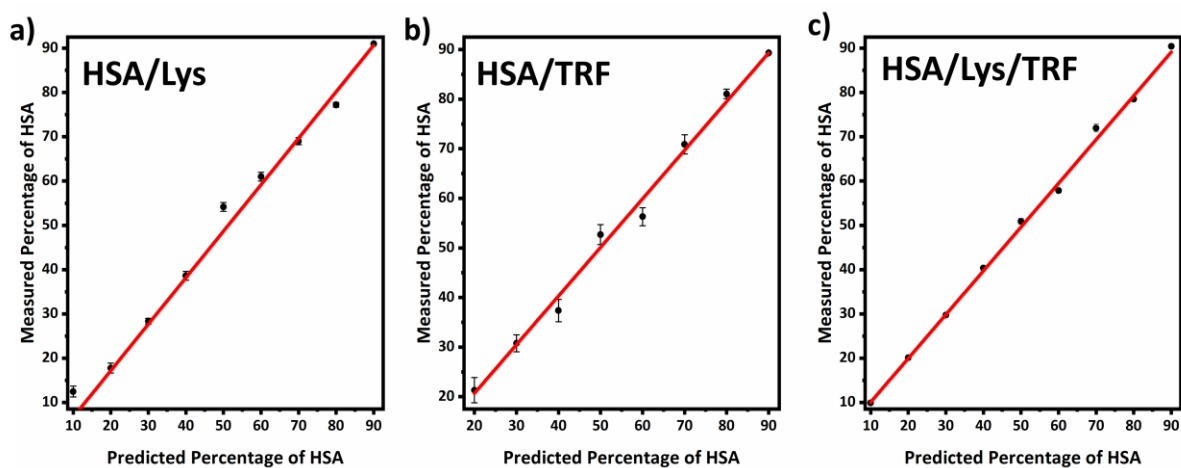 a)
HSA/Lys
Measured Percentage of HSA
90
80
70
60
50
40
30
20
10
10 20 30 40 50 60 70 80 90
Predicted Percentage of HSA
b)
HSA/TRF
Measured Percentage of HSA
90
80
70
60
50
40
30
20
20 30 40 50 60 70 80 90
Predicted Percentage of HSA
c)
HSA/Lys/TRF
Measured Percentage of HSA
90
80
70
60
50
40
30
20
10
10 20 30 40 50 60 70 80 90
Predicted Percentage of HSA